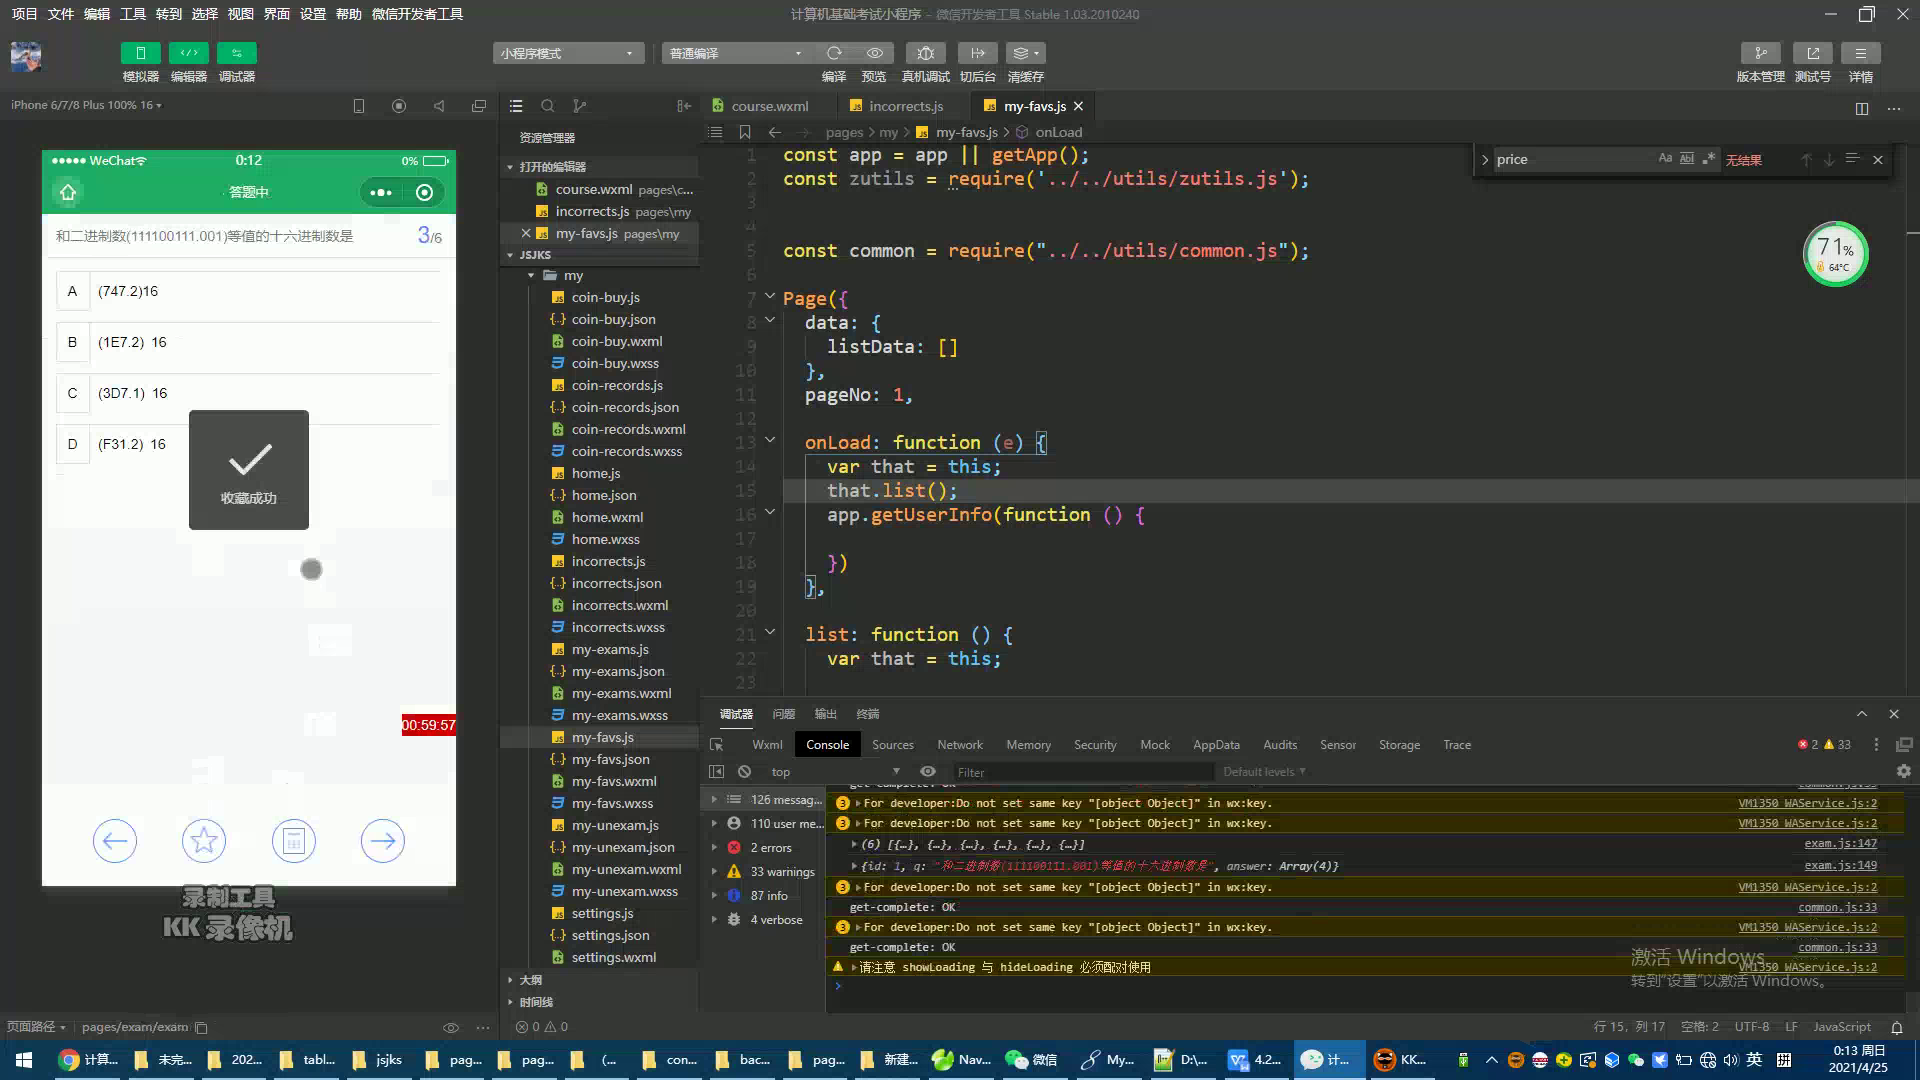 项目 文件 编辑 工具 转到 选择 视图 界面 设置 帮助 微信开发者工具
计算机基础考试小程序 - 微信开发者工具 Stable 1.03.2010240
小程序模式
普通编译
模拟器 编辑器 调试器
编译 预览 真机调试 切后台 清缓存
版本管理 测试号 详情
iPhone 6/7/8 Plus 100% 16
WeChat
0:12
0%
答题中
和二进制数(111100111.001)等值的十六进制数是
3/6
A (747.2)16
B (1E7.2) 16
C (3D7.1) 16
D (F31.2) 16
收藏成功
00:59:57
录制工具
KK 录像机
页面路径
pages/exam/exam
资源管理器
打开的编辑器
course.wxml pages\c...
incorrects.js pages\my
my-favs.js pages\my
JSJKS
my
coin-buy.js
coin-buy.json
coin-buy.wxml
coin-buy.wxss
coin-records.js
coin-records.json
coin-records.wxml
coin-records.wxss
home.js
home.json
home.wxml
home.wxss
incorrects.js
incorrects.json
incorrects.wxml
incorrects.wxss
my-exams.js
my-exams.json
my-exams.wxml
my-exams.wxss
my-favs.js
my-favs.json
my-favs.wxml
my-favs.wxss
my-unexam.js
my-unexam.json
my-unexam.wxml
my-unexam.wxss
settings.js
settings.json
settings.wxml
大纲
时间线
0 0
course.wxml
incorrects.js
my-favs.js
pages > my > my-favs.js > onLoad
price
Aa Abl
无结果
71%
64°C
1 const app = app || getApp();
2 const zutils = require('../../utils/zutils.js');
3
4
5 const common = require("../../utils/common.js");
6
7 Page({
8 data: {
9 listData: []
10 },
11 pageNo: 1,
12
13 onLoad: function (e) {
14 var that = this;
15 that.list();
16 app.getUserInfo(function () {
17
18 })
19 },
20
21 list: function () {
22 var that = this;
23
调试器 问题 输出 终端
Wxml Console Sources Network Memory Security Mock AppData Audits Sensor Storage Trace
2 33
top
Filter
Default levels
126 messag...
110 user me...
2 errors
33 warnings
87 info
4 verbose
get-complete: OK common.js:33
3 For developer:Do not set same key "[object Object]" in wx:key. VM1350 WAService.js:2
3 For developer:Do not set same key "[object Object]" in wx:key. VM1350 WAService.js:2
(6) [{…}, {…}, {…}, {…}, {…}, {…}] exam.js:147
{id: 1, q: "和二进制数(111100111.001)等值的十六进制数是", answer: Array(4)} exam.js:149
3 For developer:Do not set same key "[object Object]" in wx:key. VM1350 WAService.js:2
get-complete: OK common.js:33
3 For developer:Do not set same key "[object Object]" in wx:key. VM1350 WAService.js:2
get-complete: OK common.js:33
请注意 showLoading 与 hideLoading 必须配对使用 VM1350 WAService.js:2
激活 Windows
转到"设置"以激活 Windows。
行 15，列 17 空格: 2 UTF-8 LF JavaScript
计算... 未完... 202... tabl... jsjks pag... pag... (... con... bac... pag... 新建... Nav... 微信 My... D:\... 4.2... 计... KK...
英
0:13 周日
2021/4/25